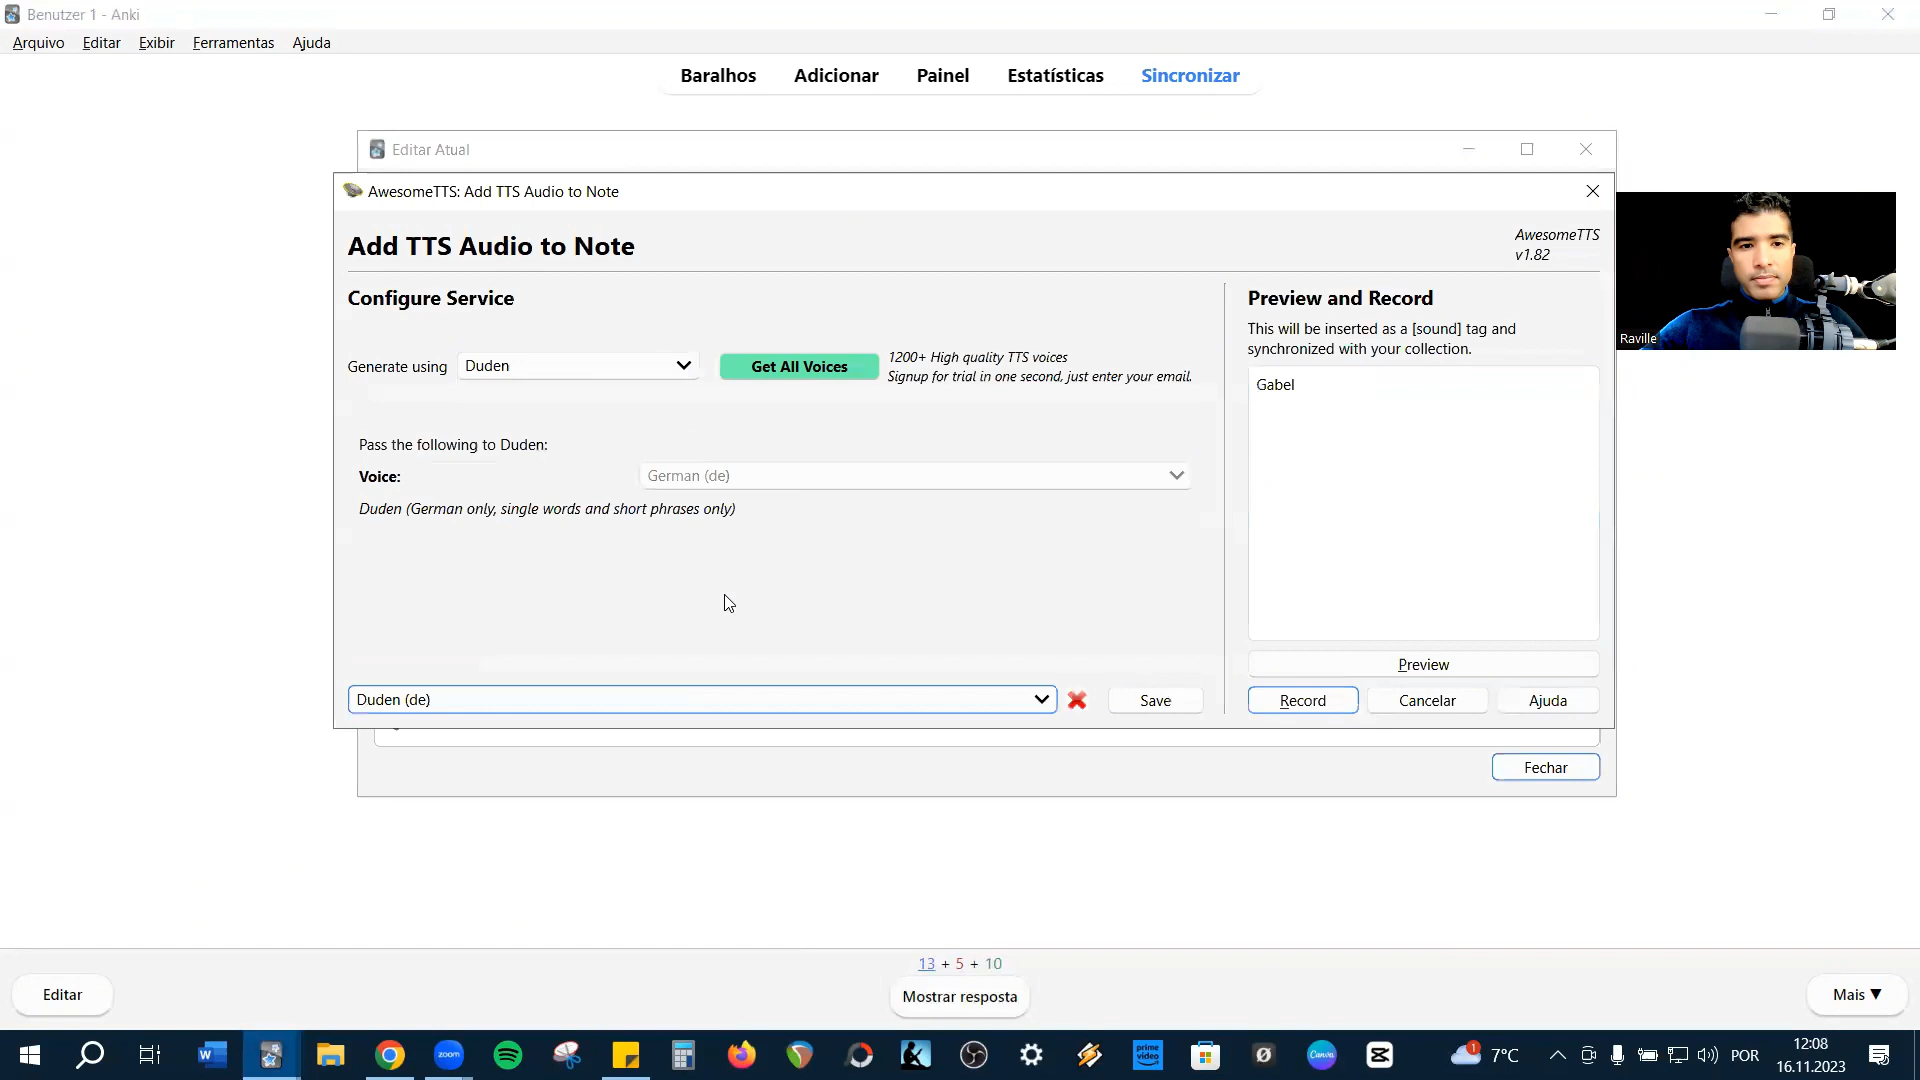 Benutzer 1 - Anki
Arquivo Editar Exibir Ferramentas Ajuda
Baralhos Adicionar Painel Estatísticas Sincronizar
Editar Atual
AwesomeTTS: Add TTS Audio to Note
Add TTS Audio to Note
AwesomeTTS
v1.82
Configure Service
Generate using Duden Get All Voices
1200+ High quality TTS voices
Signup for trial in one second, just enter your email.
Pass the following to Duden:
Voice: German (de)
Duden (German only, single words and short phrases only)
Duden (de) Save
Preview and Record
This will be inserted as a [sound] tag and
synchronized with your collection.
Gabel
Preview
Record Cancelar Ajuda
Raville
Fechar
13 + 5 + 10
Editar Mostrar resposta Mais ▼
W zoom prime video Canva 1 7°C POR
12:08
16.11.2023